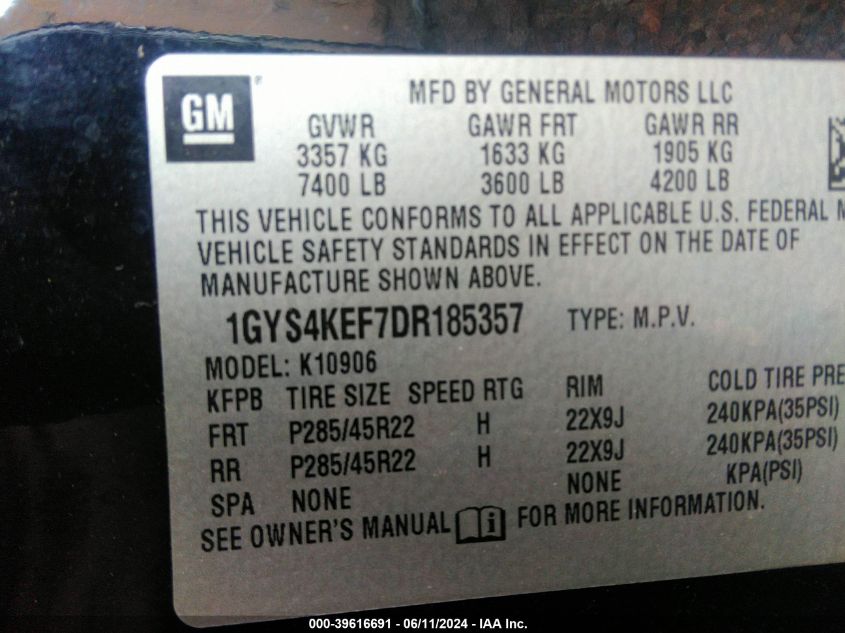 GM ®
MFD BY GENERAL MOTORS LLC
GVWR GAWR FRT GAWR RR
3357 KG 1633 KG 1905 KG
7400 LB 3600 LB 4200 LB
THIS VEHICLE CONFORMS TO ALL APPLICABLE U.S. FEDERAL M
VEHICLE SAFETY STANDARDS IN EFFECT ON THE DATE OF
MANUFACTURE SHOWN ABOVE.
1GYS4KEF7DR185357 TYPE: M.P.V.
MODEL: K10906
KFPB TIRE SIZE SPEED RTG RIM COLD TIRE PRE
FRT P285/45R22 H 22X9J 240KPA(35PSI)
RR P285/45R22 H 22X9J 240KPA(35PSI)
SPA NONE NONE KPA(PSI)
SEE OWNER'S MANUAL i FOR MORE INFORMATION.
000-39616691 - 06/11/2024 - IAA Inc.